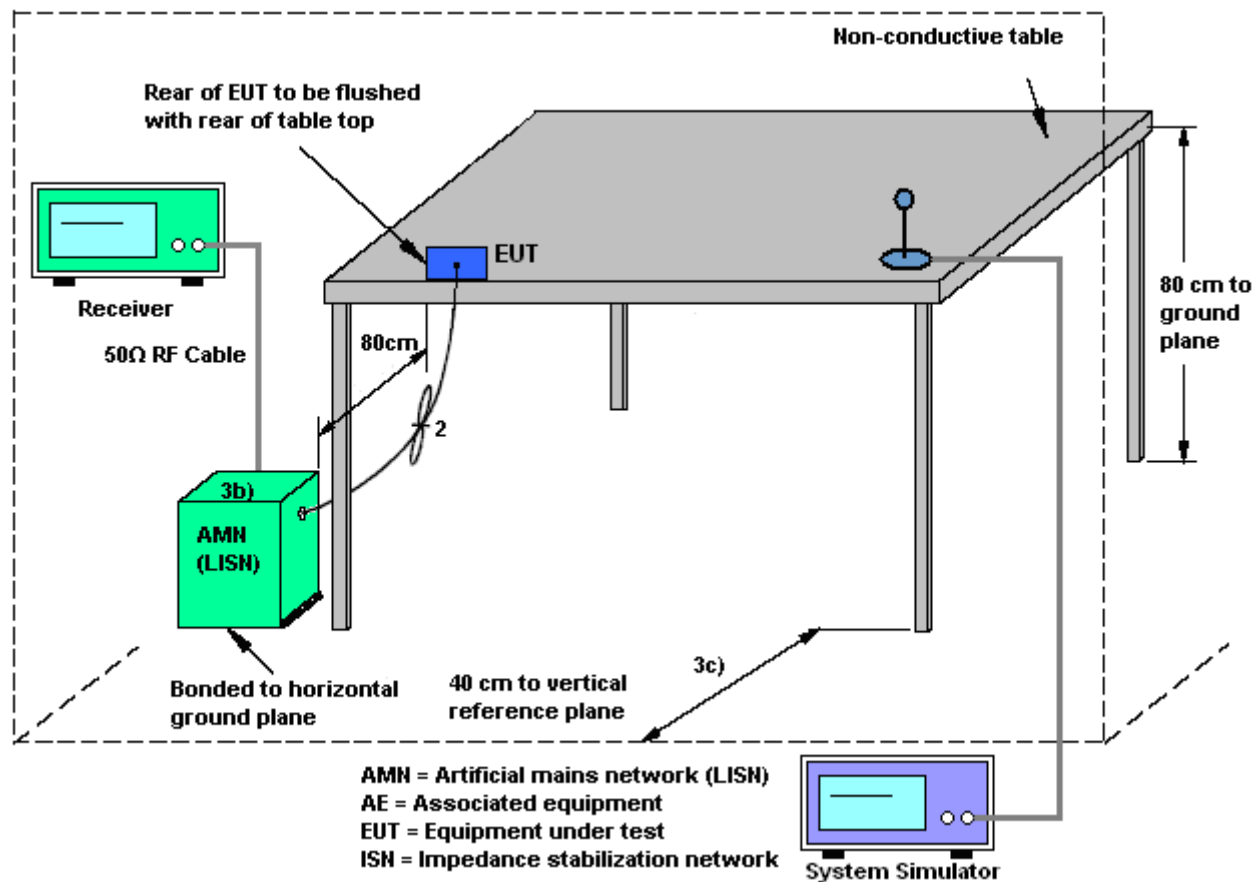 Non-conductive table
Rear of EUT to be flushed
with rear of table top
EUT
Receiver
80 cm to
ground
plane
50Ω RF Cable
80cm
2
3b)
AMN
(LISN)
3c)
Bonded to horizontal
ground plane
40 cm to vertical
reference plane
AMN = Artificial mains network (LISN)
AE = Associated equipment
EUT = Equipment under test
ISN = Impedance stabilization network
System Simulator